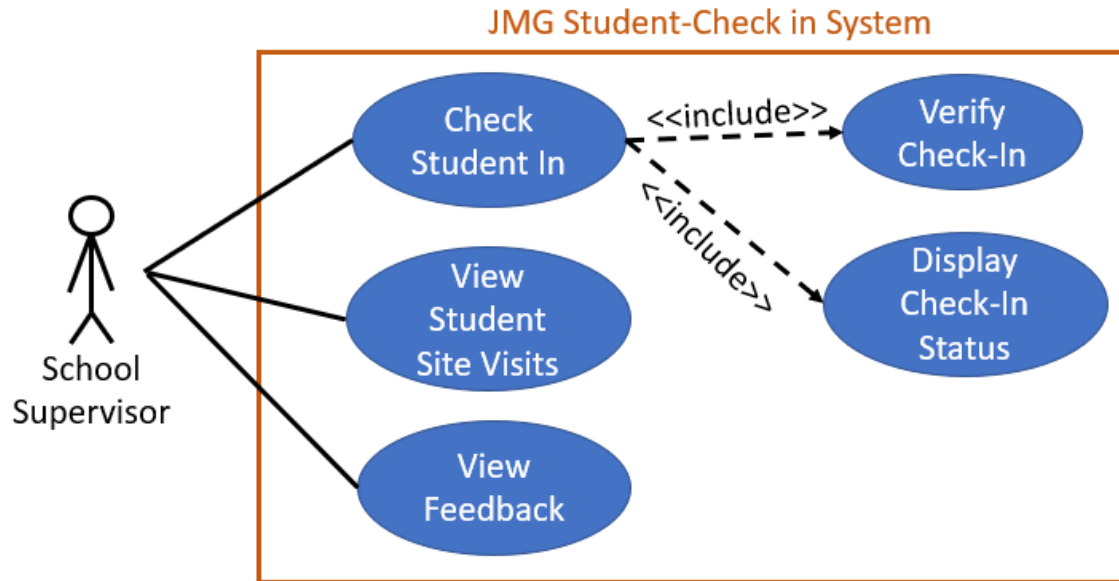 JMG Student-Check in System
Check
Student In
<<include>>
Verify
Check-In
<<include>>
Display
Check-In
Status
View
Student
Site Visits
School
Supervisor
View
Feedback